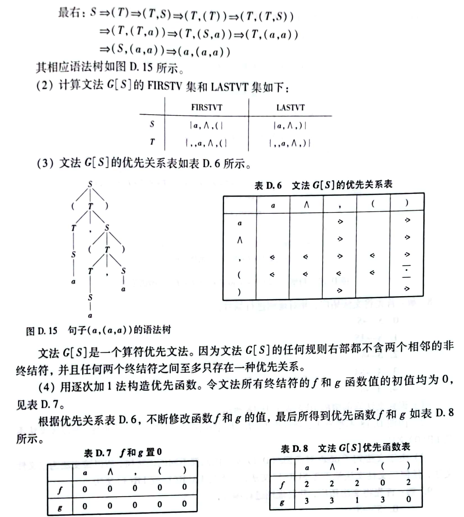 最右：S⇒(T)⇒(T,S)⇒(T,(T))⇒(T,(T,S))
⇒(T,(T,a))⇒(T,(S,a))⇒(T,(a,a))
⇒(S,(a,a))⇒(a,(a,a))
其相应语法树如图 D.15 所示。
(2) 计算文法 G[S]的 FIRSTV 集和 LASTVT 集如下：
FIRSTVT LASTVT
S {a,∧,(} {a,∧,)}
T {,,a,∧,(} {,,a,∧,)}
(3) 文法 G[S]的优先关系表如表 D.6 所示。
S
( T )
T , S
S ( T )
a T , S
S a
a
图 D.15 句子(a,(a,a))的语法树
表 D.6 文法 G[S]的优先关系表
a ∧ , ( )
a ⋗ ⋗
∧ ⋗ ⋗
, ⋖ ⋖ ⋗ ⋖ ⋗
( ⋖ ⋖ ⋖ ⋖ ≐
) ⋗ ⋗
文法 G[S]是一个算符优先文法。因为文法 G[S]的任何规则右部都不含两个相邻的非
终结符，并且任何两个终结符之间至多只存在一种优先关系。
(4) 用逐次加 1 法构造优先函数。令文法所有终结符的 f 和 g 函数值的初值均为 0，
见表 D.7。
根据优先关系表 D.6，不断修改函数 f 和 g 的值，最后所得到优先函数 f 和 g 如表 D.8
所示。
表 D.7 f 和 g 置 0
a ∧ , ( )
f 0 0 0 0 0
g 0 0 0 0 0
表 D.8 文法 G[S]优先函数表
a ∧ , ( )
f 2 2 2 0 2
g 3 3 1 3 0